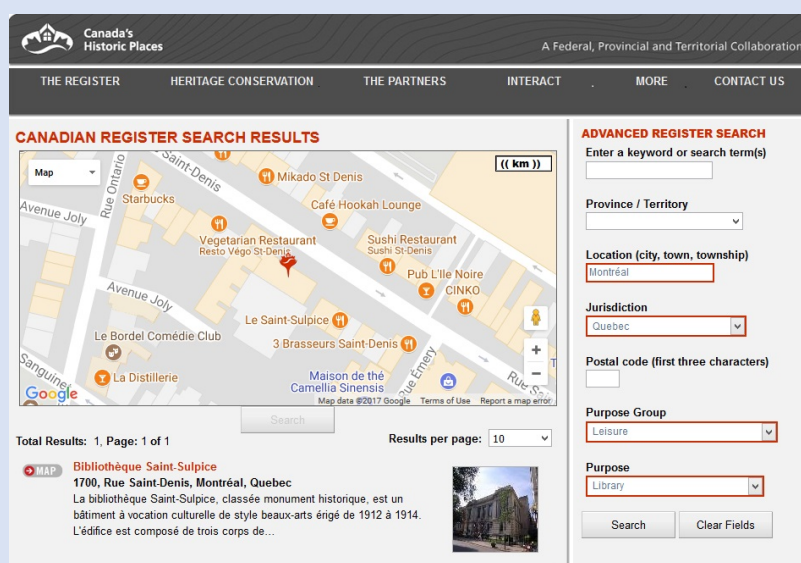 Canada's
Historic Places
A Federal, Provincial and Territorial Collaboration
THE REGISTER HERITAGE CONSERVATION THE PARTNERS INTERACT MORE CONTACT US
CANADIAN REGISTER SEARCH RESULTS
Map
(( km ))
Saint-Denis
Rue Ontario
Mikado St Denis
Starbucks
Avenue Joly
Café Hookah Lounge
Vegetarian Restaurant
Resto Végo St-Denis
Sushi Restaurant
Sushi St-Denis
Pub L'Ile Noire
CINKO
Avenue Joly
Le Saint-Sulpice
Le Bordel Comédie Club
3 Brasseurs Saint-Denis
Sanguinet
La Distillerie
Maison de thé
Camellia Sinensis
Rue Émery
Google
Map data ©2017 Google Terms of Use Report a map error
Search
Total Results: 1, Page: 1 of 1
Results per page: 10
MAP
Bibliothèque Saint-Sulpice
1700, Rue Saint-Denis, Montréal, Quebec
La bibliothèque Saint-Sulpice, classée monument historique, est un
bâtiment à vocation culturelle de style beaux-arts érigé de 1912 à 1914.
L'édifice est composé de trois corps de...
ADVANCED REGISTER SEARCH
Enter a keyword or search term(s)
Province / Territory
Location (city, town, township)
Montréal
Jurisdiction
Quebec
Postal code (first three characters)
Purpose Group
Leisure
Purpose
Library
Search Clear Fields